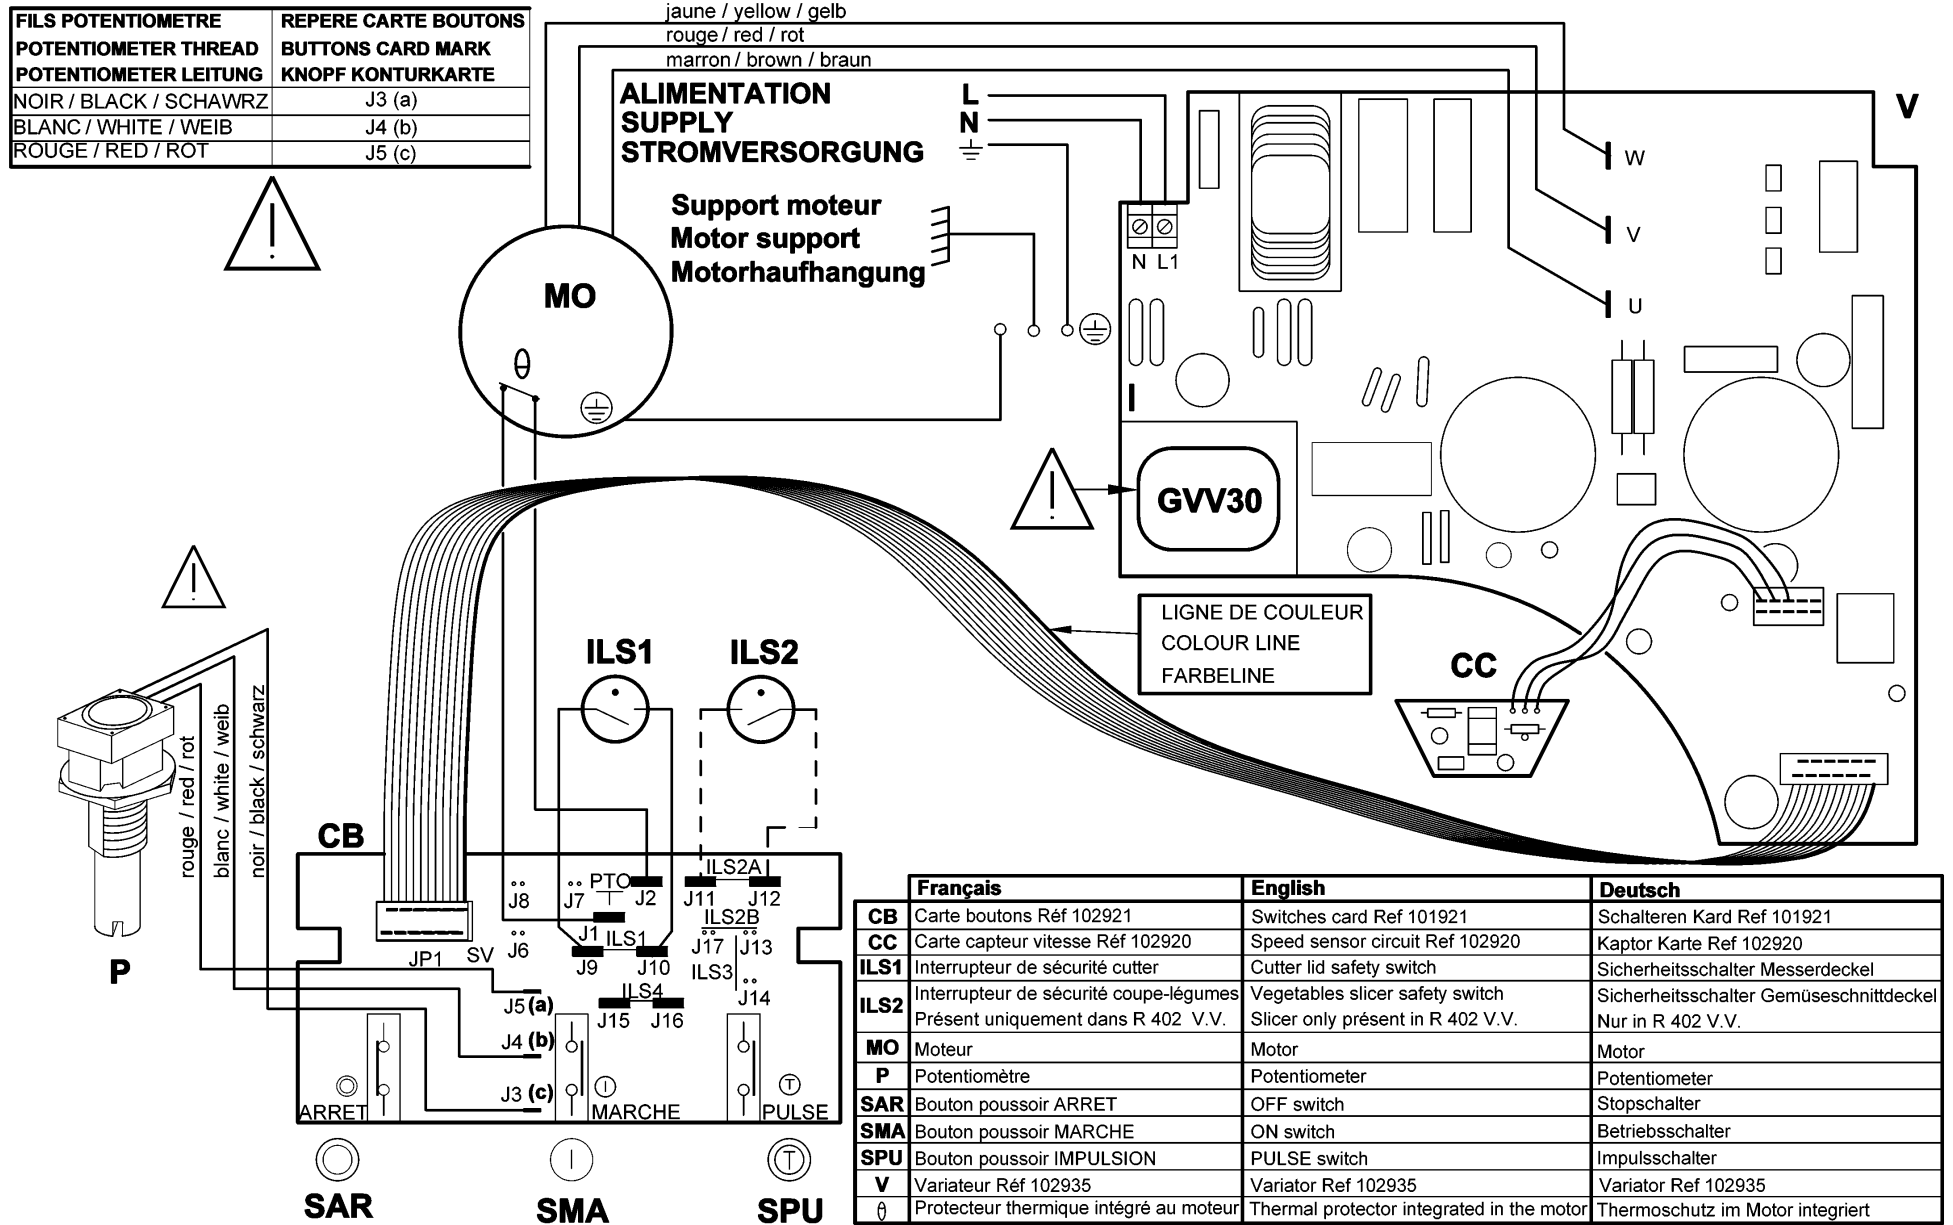 FILS POTENTIOMETRE REPERE CARTE BOUTONS
POTENTIOMETER THREAD BUTTONS CARD MARK
POTENTIOMETER LEITUNG KNOPF KONTURKARTE
NOIR / BLACK / SCHAWRZ J3 (a)
BLANC / WHITE / WEIB J4 (b)
ROUGE / RED / ROT J5 (c)
!
jaune / yellow / gelb
rouge / red / rot
marron / brown / braun
ALIMENTATION
SUPPLY
STROMVERSORGUNG
L
N
Support moteur
Motor support
Motorhaufhangung
MO
θ
V
W
V
U
N L1
I
!
GVV30
LIGNE DE COULEUR
COLOUR LINE
FARBELINE
CC
!
ILS1
ILS2
rouge / red / rot
blanc / white / weib
noir / black / schwarz
P
CB
JP1
SV
J8
J7
PTO
J2
ILS2A
J11
J12
J6
J1
ILS1
ILS2B
J17
J13
J9
J10
ILS3
J14
ILS4
J15
J16
J5 (a)
J4 (b)
J3 (c)
ARRET
I
MARCHE
T
PULSE
SAR
I
SMA
T
SPU
Français English Deutsch
CB Carte boutons Réf 102921 Switches card Ref 101921 Schalteren Kard Ref 101921
CC Carte capteur vitesse Réf 102920 Speed sensor circuit Ref 102920 Kaptor Karte Ref 102920
ILS1 Interrupteur de sécurité cutter Cutter lid safety switch Sicherheitsschalter Messerdeckel
ILS2 Interrupteur de sécurité coupe-légumes Vegetables slicer safety switch Sicherheitsschalter Gemüseschnittdeckel
Présent uniquement dans R 402 V.V. Slicer only présent in R 402 V.V. Nur in R 402 V.V.
MO Moteur Motor Motor
P Potentiomètre Potentiometer Potentiometer
SAR Bouton poussoir ARRET OFF switch Stopschalter
SMA Bouton poussoir MARCHE ON switch Betriebsschalter
SPU Bouton poussoir IMPULSION PULSE switch Impulsschalter
V Variateur Réf 102935 Variator Ref 102935 Variator Ref 102935
θ Protecteur thermique intégré au moteur Thermal protector integrated in the motor Thermoschutz im Motor integriert